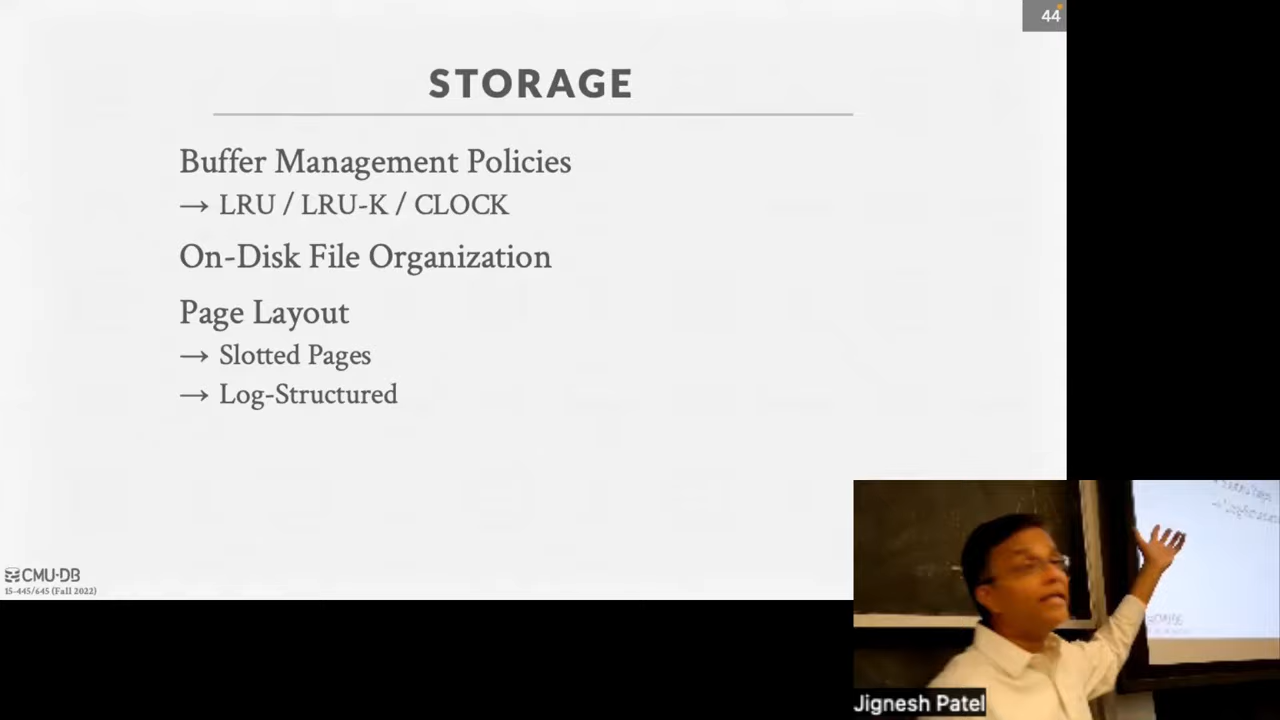 44
STORAGE
Buffer Management Policies
→ LRU / LRU-K / CLOCK
On-Disk File Organization
Page Layout
→ Slotted Pages
→ Log-Structured
CMU·DB
15-445/645 (Fall 2022)
Jignesh Patel